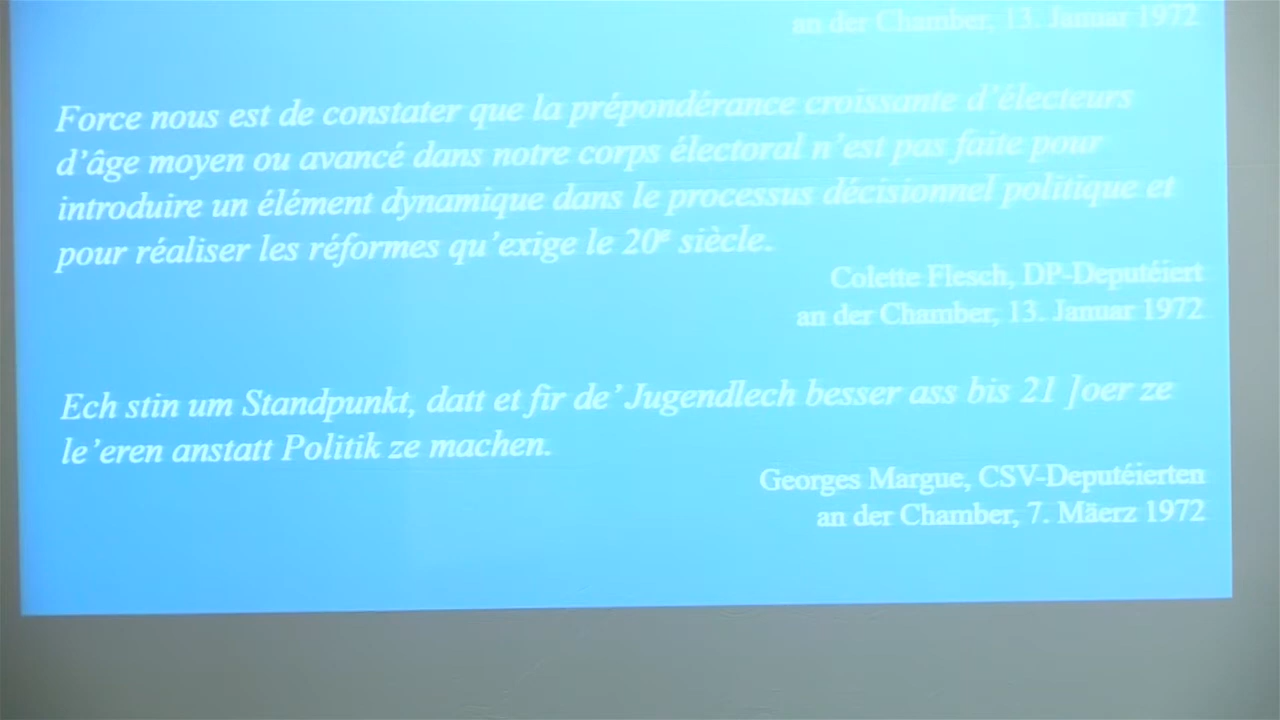 an der Chamber, 13. Januar 1972
Force nous est de constater que la prépondérance croissante d’électeurs
d’âge moyen ou avancé dans notre corps électoral n’est pas faite pour
introduire un élément dynamique dans le processus décisionnel politique et
pour réaliser les réformes qu’exige le 20e siècle.
Colette Flesch, DP-Deputéiert
an der Chamber, 13. Januar 1972
Ech stin um Standpunkt, datt et fir de’ Jugendlech besser ass bis 21 Joer ze
le’eren anstatt Politik ze machen.
Georges Margue, CSV-Deputéierten
an der Chamber, 7. Mäerz 1972